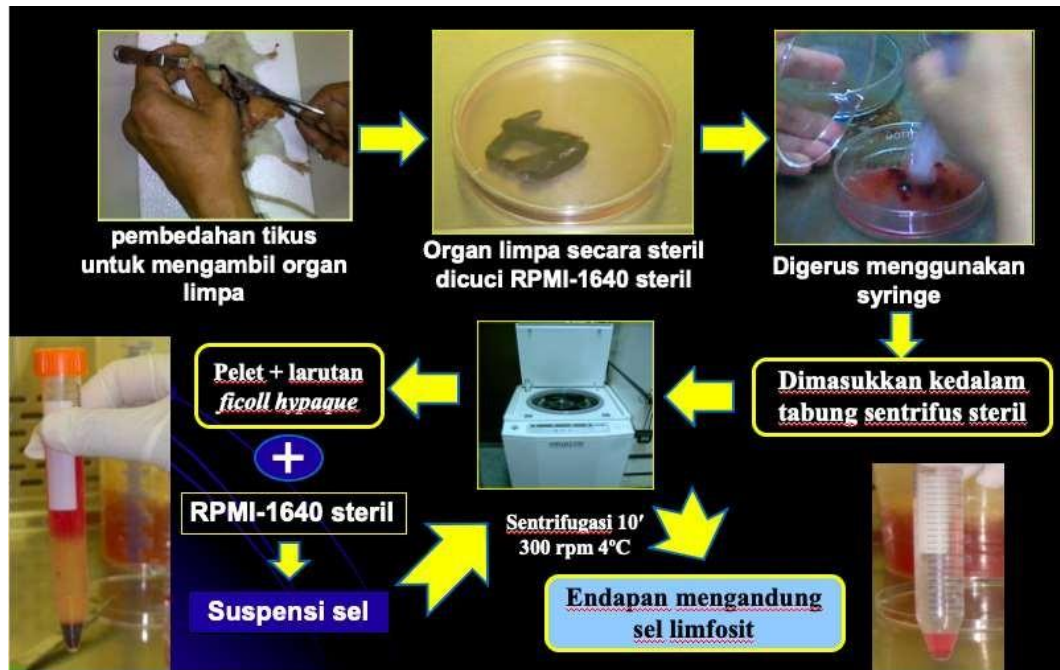 pembedahan tikus
untuk mengambil organ
limpa
Organ limpa secara steril
dicuci RPMI-1640 steril
Digerus menggunakan
syringe
Dimasukkan kedalam
tabung sentrifus steril
Pelet + larutan
ficoll hypaque
+
RPMI-1640 steril
Suspensi sel
Sentrifugasi 10′
300 rpm 4°C
Endapan mengandung
sel limfosit